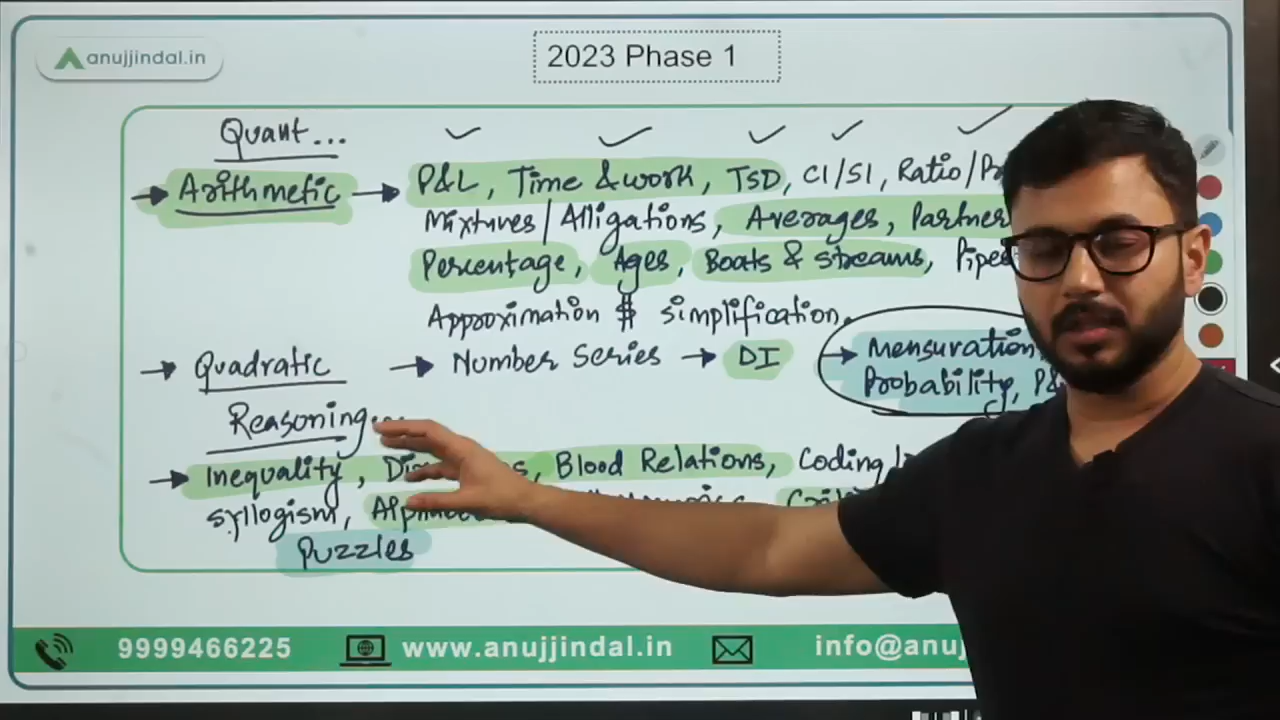 anujjindal.in
2023 Phase 1
Quant...
→ Arithmetic → P&L, Time & work, TSD, CI/SI, Ratio/
Mixtures/Alligations, Averages,
Percentage, Ages, Boats & streams, Pipes
Approximation & simplification.
→ Quadratic → Number Series → DI → Mensuration
Probability,
Reasoning...
→ Inequality, Blood Relations, Coding
syllogism,
Puzzles
9999466225 www.anujjindal.in